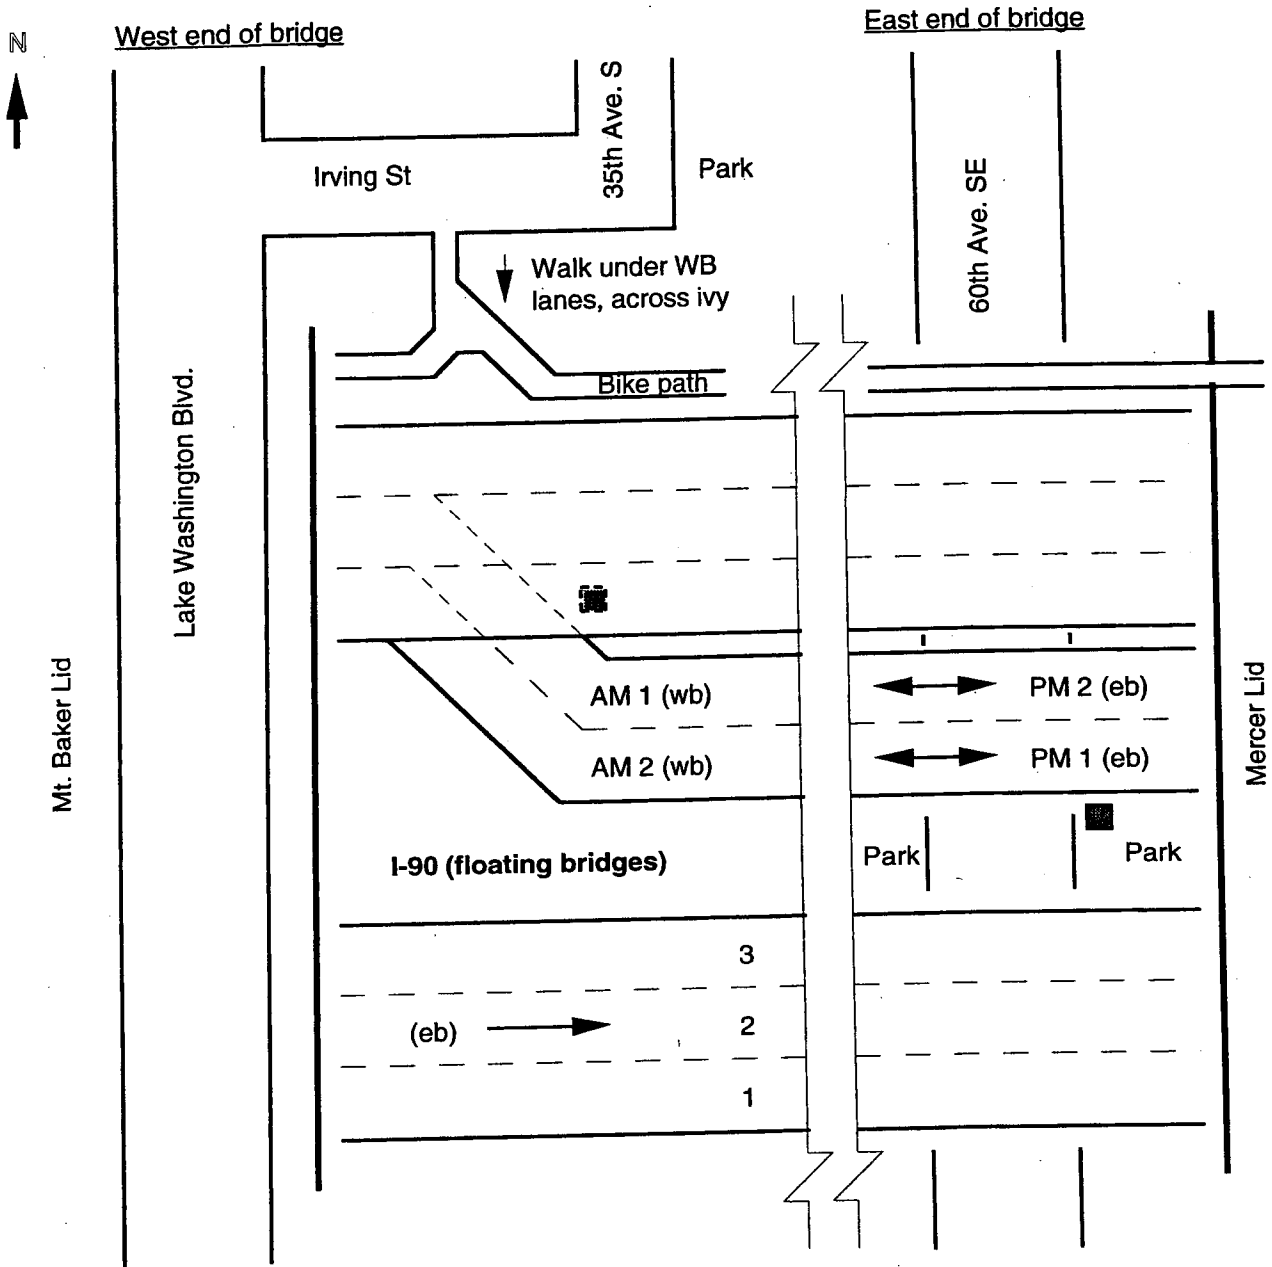 West end of bridge
East end of bridge
N
35th Ave. S
Irving St
Park
60th Ave. SE
Walk under WB
lanes, across ivy
Bike path
Lake Washington Blvd.
Mt. Baker Lid
AM 1 (wb)
PM 2 (eb)
AM 2 (wb)
PM 1 (eb)
Mercer Lid
I-90 (floating bridges)
Park
Park
3
(eb)
2
1